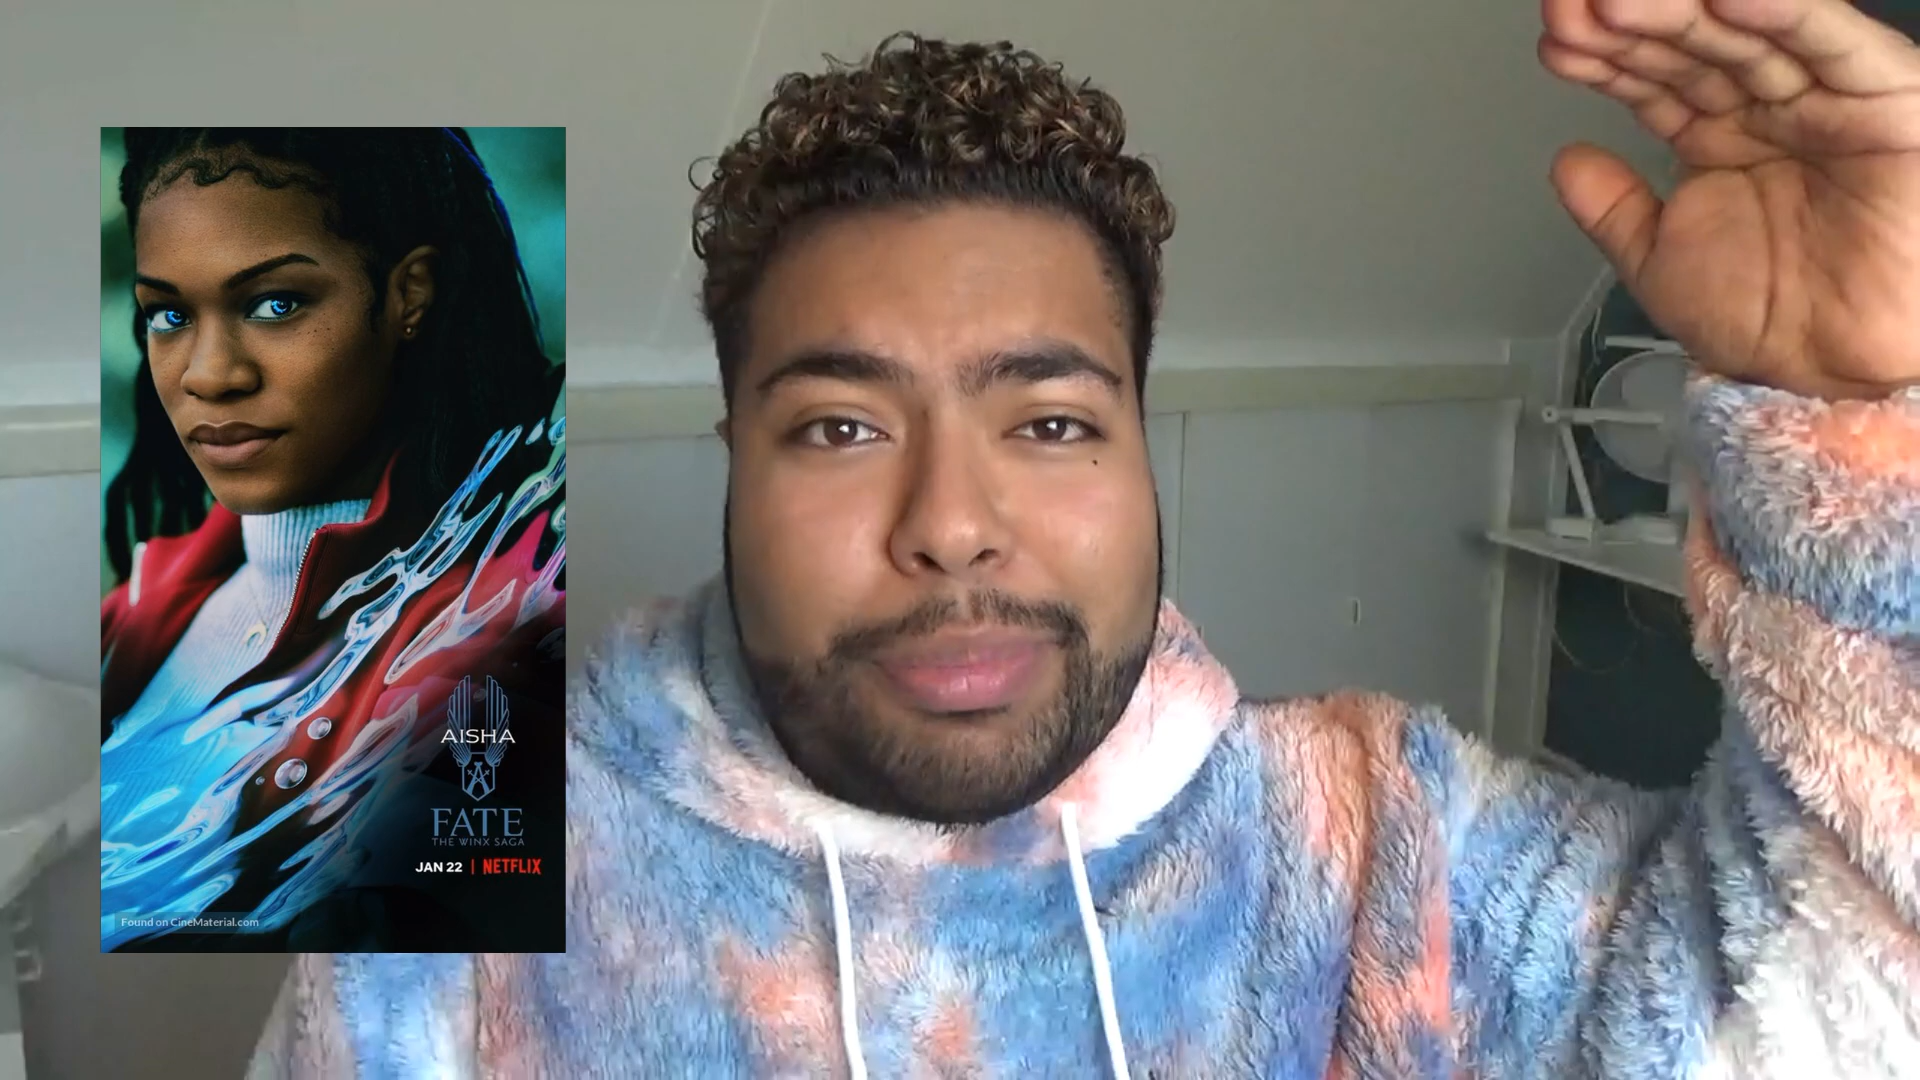 AISHA
FATE
THE WINX SAGA
JAN 22 | NETFLIX
Found on CineMaterial.com